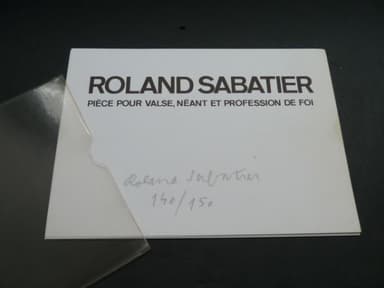 ROLAND SABATIER
PIÈCE POUR VALSE, NÉANT ET PROFESSION DE FOI
Roland Sabatier
140/150